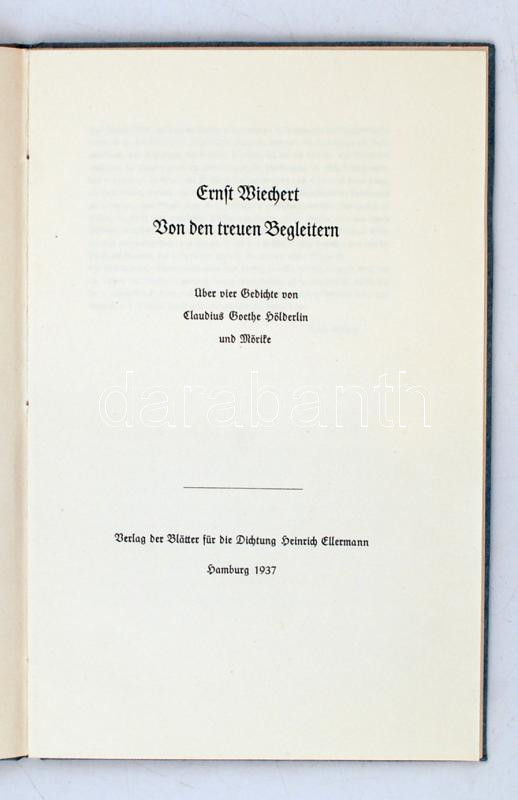 Ernst Wiechert
Von den treuen Begleitern
Über vier Gedichte von
Claudius Goethe Hölderlin
und Mörike
darabanth
Verlag der Blätter für die Dichtung Heinrich Ellermann
Hamburg 1937